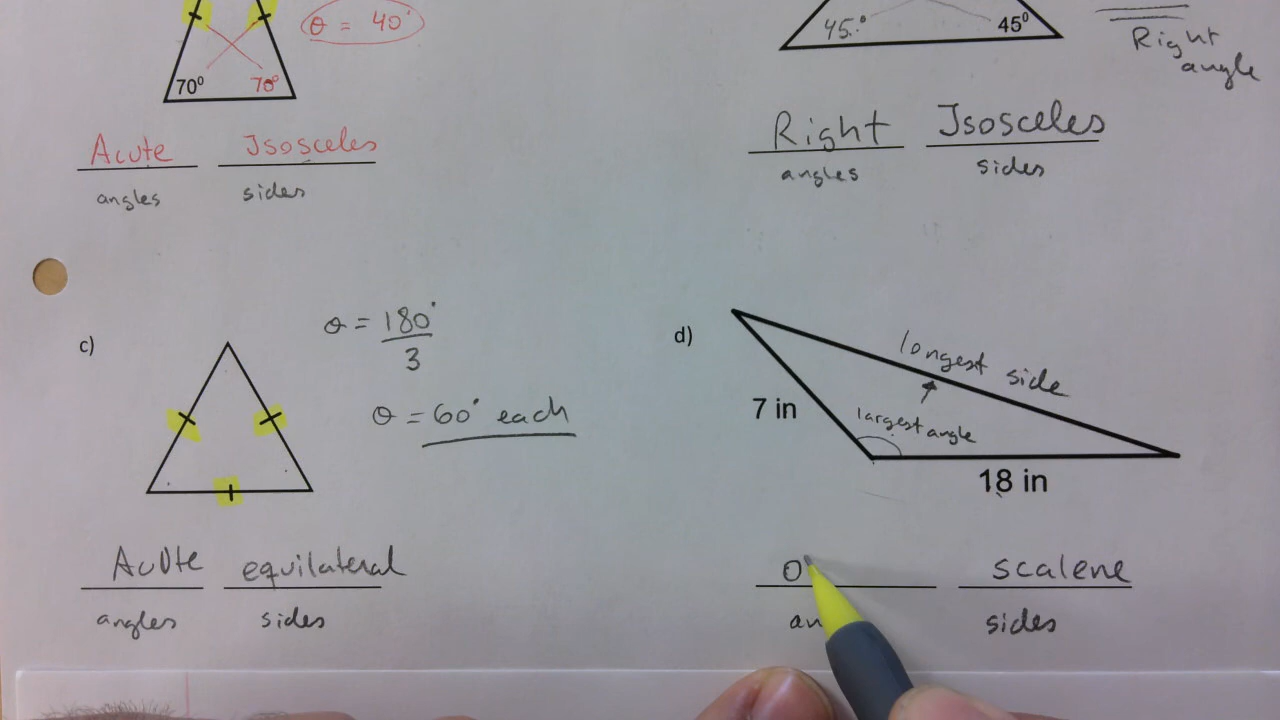 θ = 40°
70°
70°
Acute Isosceles
angles sides
45°
45°
Right
angle
Right Isosceles
angles sides
c)
θ = 180°
3
θ = 60° each
Acute equilateral
angles sides
d)
longest side
7 in
largest angle
18 in
O scalene
an sides